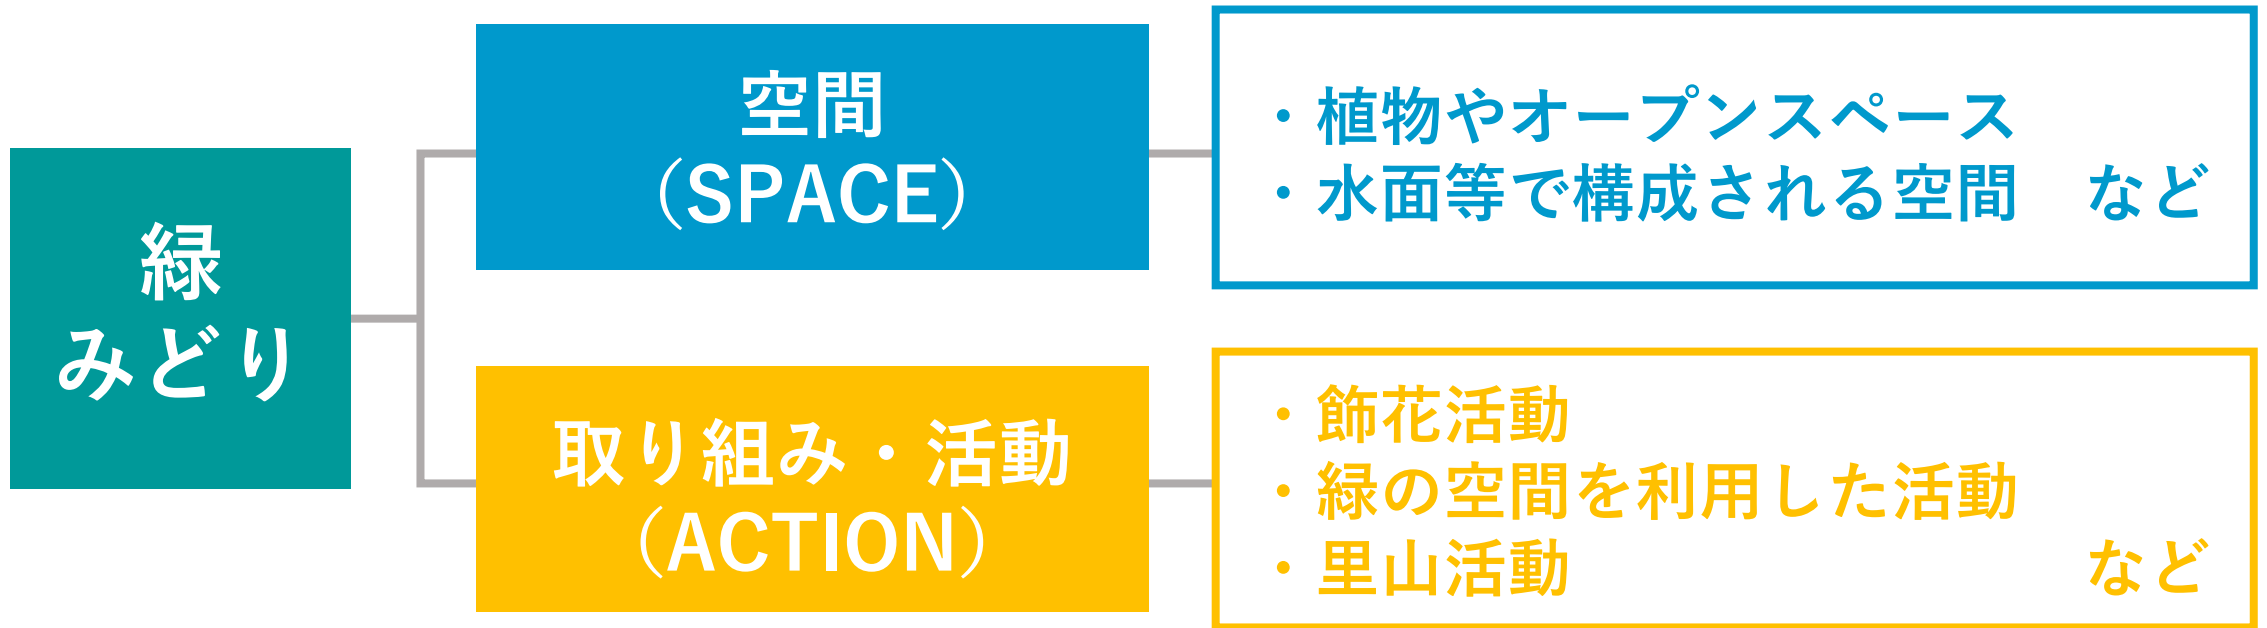 緑
みどり
空間
（SPACE）
・植物やオープンスペース
・水面等で構成される空間　など
取り組み・活動
（ACTION）
・飾花活動
・緑の空間を利用した活動
・里山活動　など